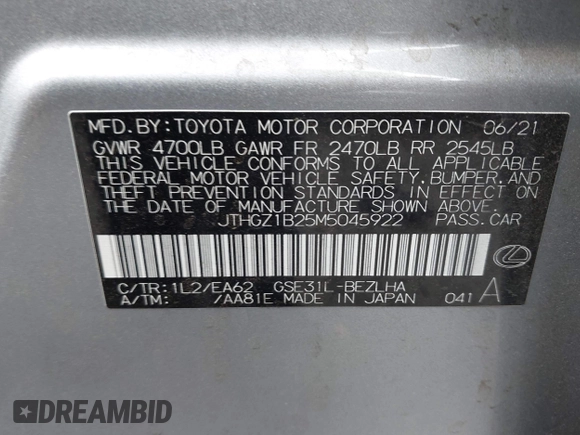 MFD. BY: TOYOTA MOTOR CORPORATION 06/21
GVWR 4700LB GAWR FR 2470LB RR 2545LB
THIS VEHICLE CONFORMS TO ALL APPLICABLE
FEDERAL MOTOR VEHICLE SAFETY, BUMPER, AND
THEFT PREVENTION STANDARDS IN EFFECT ON
THE DATE OF MANUFACTURE SHOWN ABOVE.
JTHGZ1B25M5045922 PASS. CAR
C/TR: 1L2/EA62 GSE31L-BEZLHA
A/TM: /AA81E MADE IN JAPAN 041 A
DREAMBID